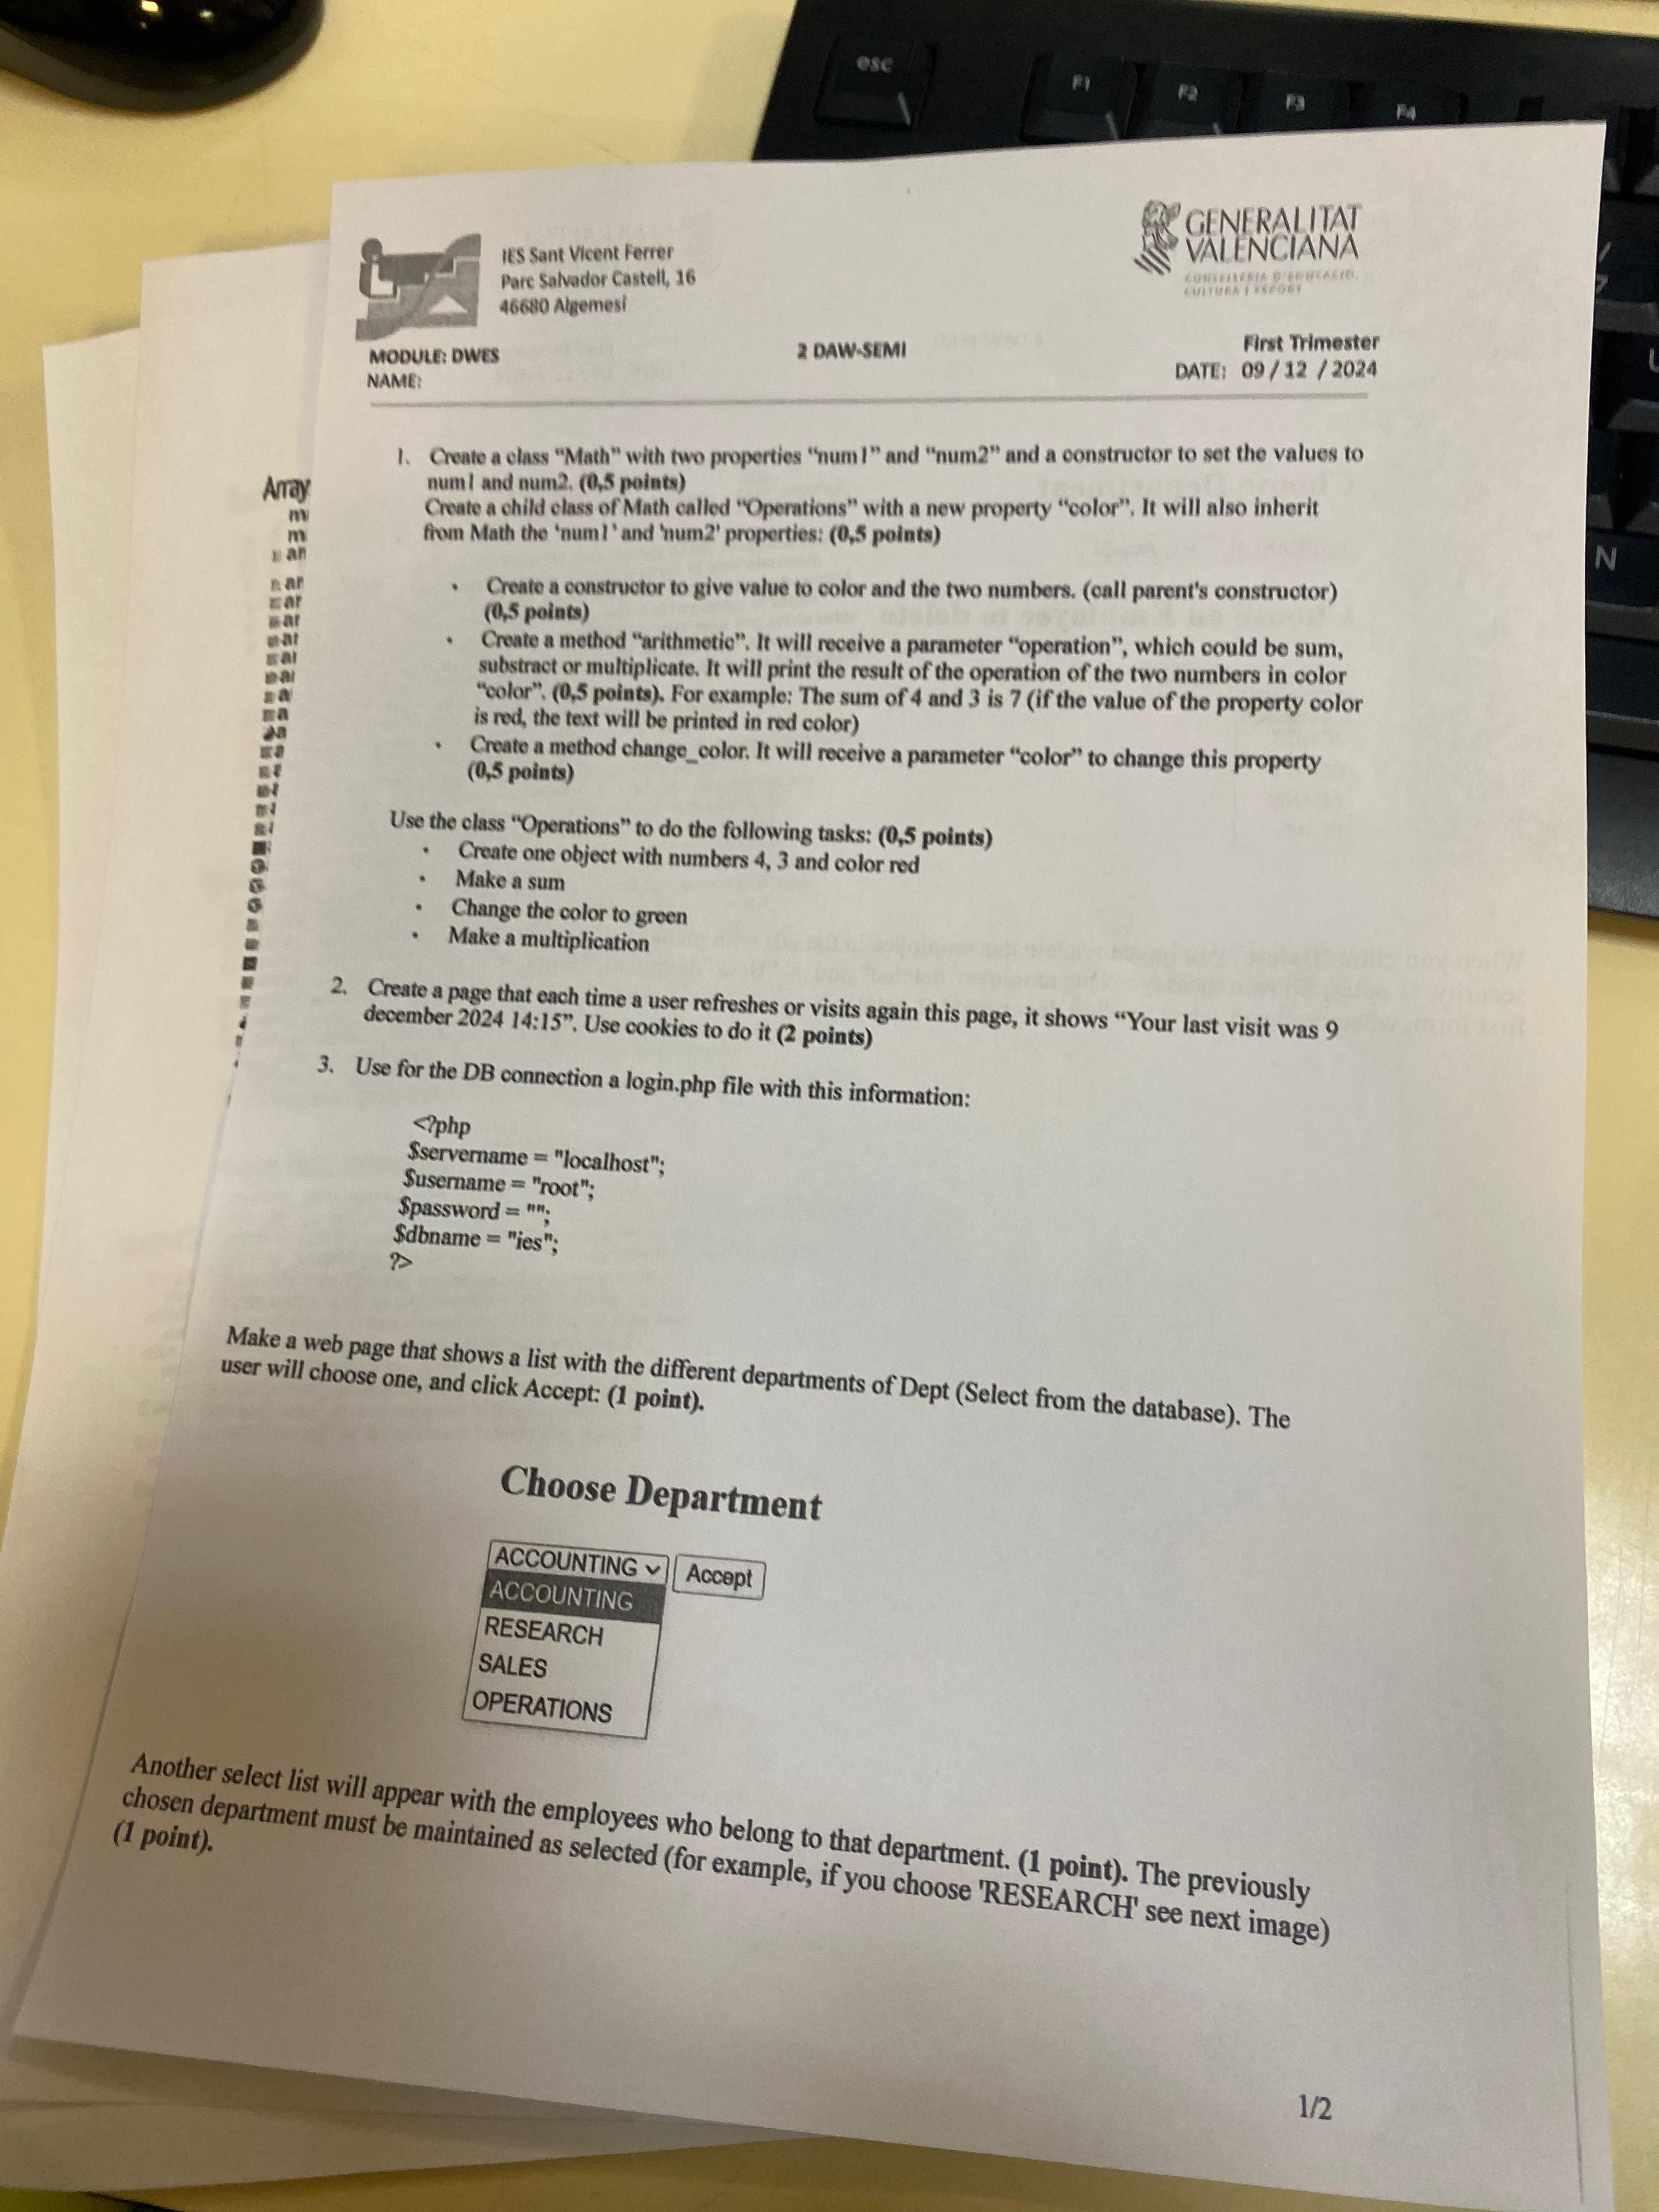 esc
F1
F2
F3
F4
N
IES Sant Vicent Ferrer
Parc Salvador Castell, 16
46680 Algemesí
GENERALITAT
VALENCIANA
CONSELLERIA D'EDUCACIÓ,
CULTURA I ESPORT
MODULE: DWES
2 DAW-SEMI
First Trimester
NAME:
DATE: 09 / 12 / 2024
Array
1. Create a class “Math” with two properties “num1” and “num2” and a constructor to set the values to
num1 and num2. (0,5 points)
Create a child class of Math called “Operations” with a new property “color”. It will also inherit
from Math the 'num1' and 'num2' properties: (0,5 points)
• Create a constructor to give value to color and the two numbers. (call parent's constructor)
(0,5 points)
• Create a method “arithmetic”. It will receive a parameter “operation”, which could be sum,
substract or multiplicate. It will print the result of the operation of the two numbers in color
“color”. (0,5 points). For example: The sum of 4 and 3 is 7 (if the value of the property color
is red, the text will be printed in red color)
• Create a method change_color. It will receive a parameter “color” to change this property
(0,5 points)
Use the class “Operations” to do the following tasks: (0,5 points)
• Create one object with numbers 4, 3 and color red
• Make a sum
• Change the color to green
• Make a multiplication
2. Create a page that each time a user refreshes or visits again this page, it shows “Your last visit was 9
december 2024 14:15”. Use cookies to do it (2 points)
3. Use for the DB connection a login.php file with this information:
<?php
$servername = "localhost";
$username = "root";
$password = "";
$dbname = "ies";
?>
Make a web page that shows a list with the different departments of Dept (Select from the database). The
user will choose one, and click Accept: (1 point).
Choose Department
ACCOUNTING Accept
ACCOUNTING
RESEARCH
SALES
OPERATIONS
Another select list will appear with the employees who belong to that department. (1 point). The previously
chosen department must be maintained as selected (for example, if you choose 'RESEARCH' see next image)
(1 point).
1/2